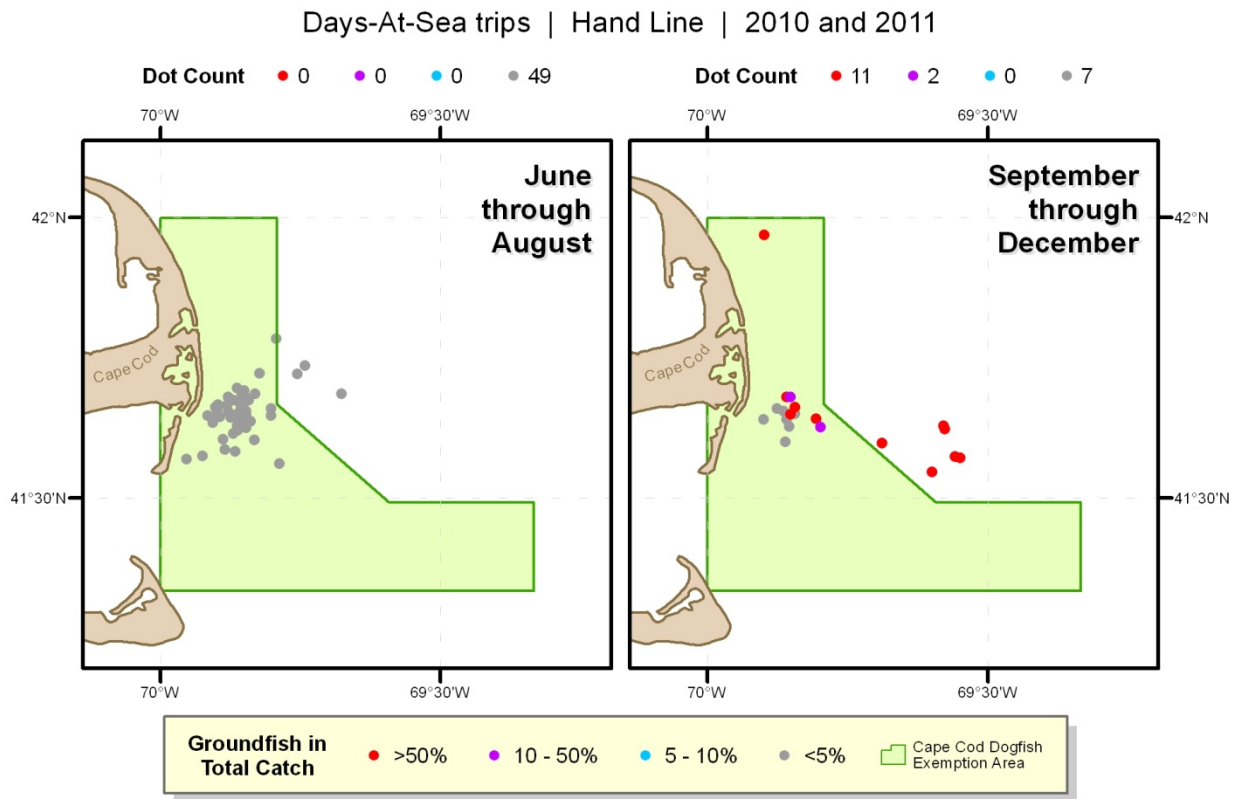 Days-At-Sea trips | Hand Line | 2010 and 2011
Dot Count 0 0 0 49
Dot Count 11 2 0 7
70°W 69°30'W
70°W 69°30'W
June
through
August
September
through
December
42°N
42°N
Cape Cod
Cape Cod
41°30'N
41°30'N
70°W 69°30'W
70°W 69°30'W
Groundfish in
Total Catch
>50% 10 - 50% 5 - 10% <5%
Cape Cod Dogfish
Exemption Area